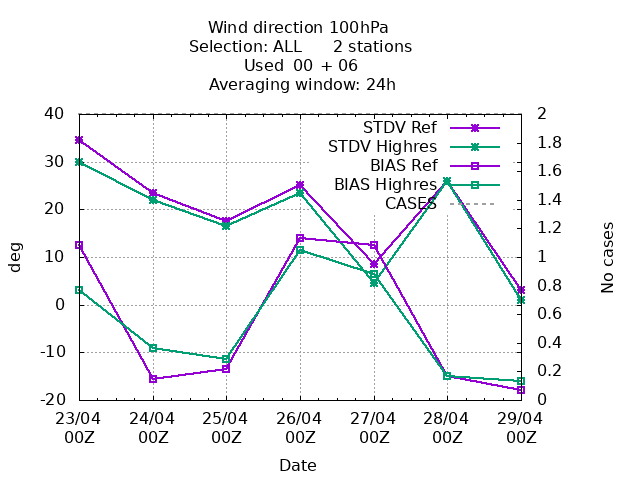 Wind direction 100hPa
Selection: ALL      2 stations
Used  00 + 06
Averaging window: 24h
40
30
20
10
0
-10
-20
deg
2
1.8
1.6
1.4
1.2
1
0.8
0.6
0.4
0.2
0
No cases
STDV Ref
STDV Highres
BIAS Ref
BIAS Highres
CASES
23/04 24/04 25/04 26/04 27/04 28/04 29/04
00Z 00Z 00Z 00Z 00Z 00Z 00Z
Date